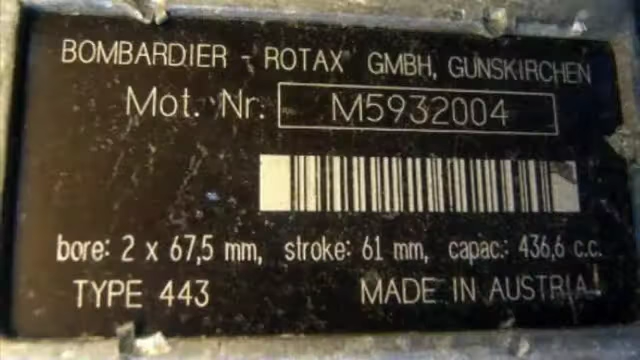 BOMBARDIER - ROTAX GMBH, GUNSKIRCHEN
Mot. Nr. M5932004
bore: 2 x 67,5 mm, stroke: 61 mm, capac.: 436,6 c.c.
TYPE 443 MADE IN AUSTRIA